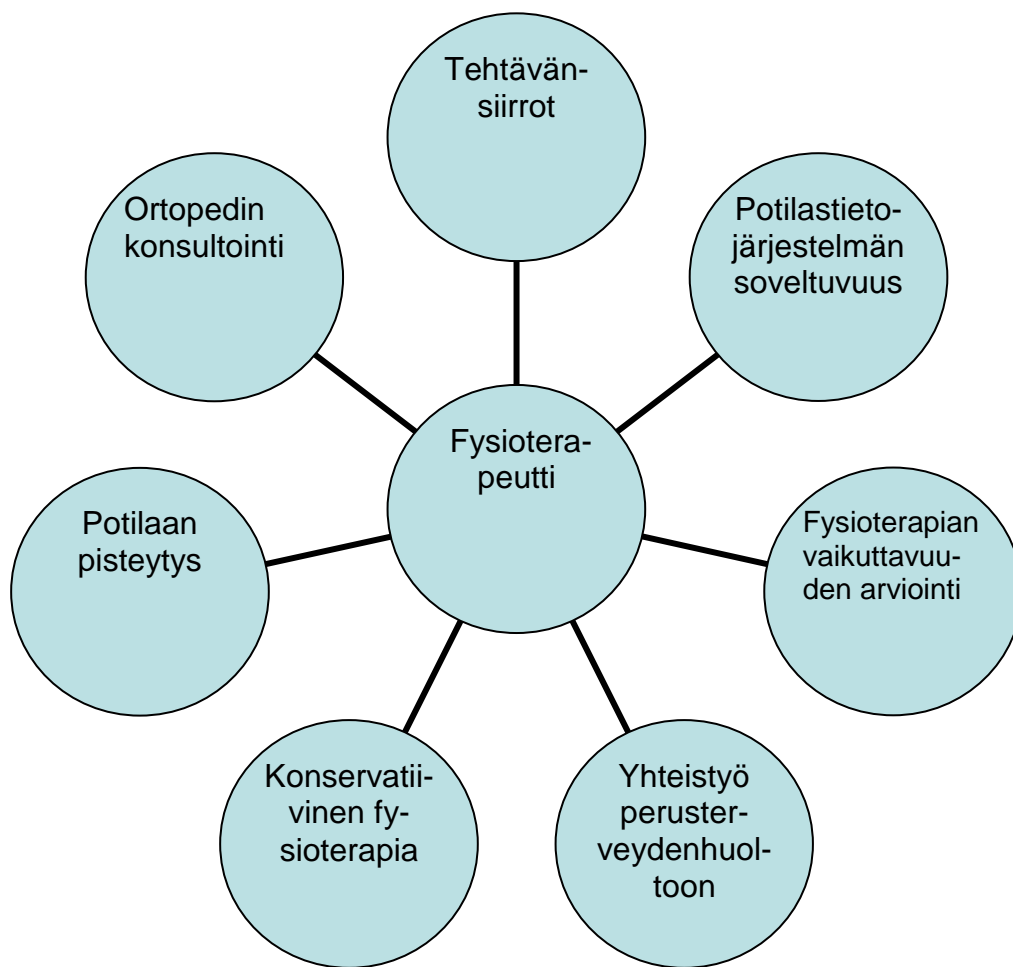 Tehtävän-
siirrot
Ortopedin
konsultointi
Potilastieto-
järjestelmän
soveltuvuus
Fysiotera-
peutti
Potilaan
pisteytys
Fysioterapian
vaikuttavuu-
den arviointi
Konservatii-
vinen fy-
sioterapia
Yhteistyö
peruster-
veydenhuol-
toon